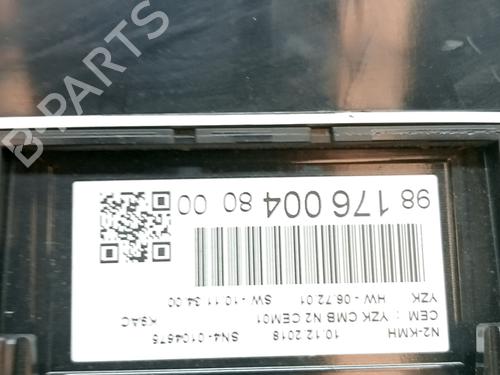 B-PARTS
98 176 004 80 00
YZK HW - 06.72.01 SW - 10.11.34.00
CEM : YZK CMB N2 CEM01 K9AC
N2-KMH 10.12.2018 SN4-0104675